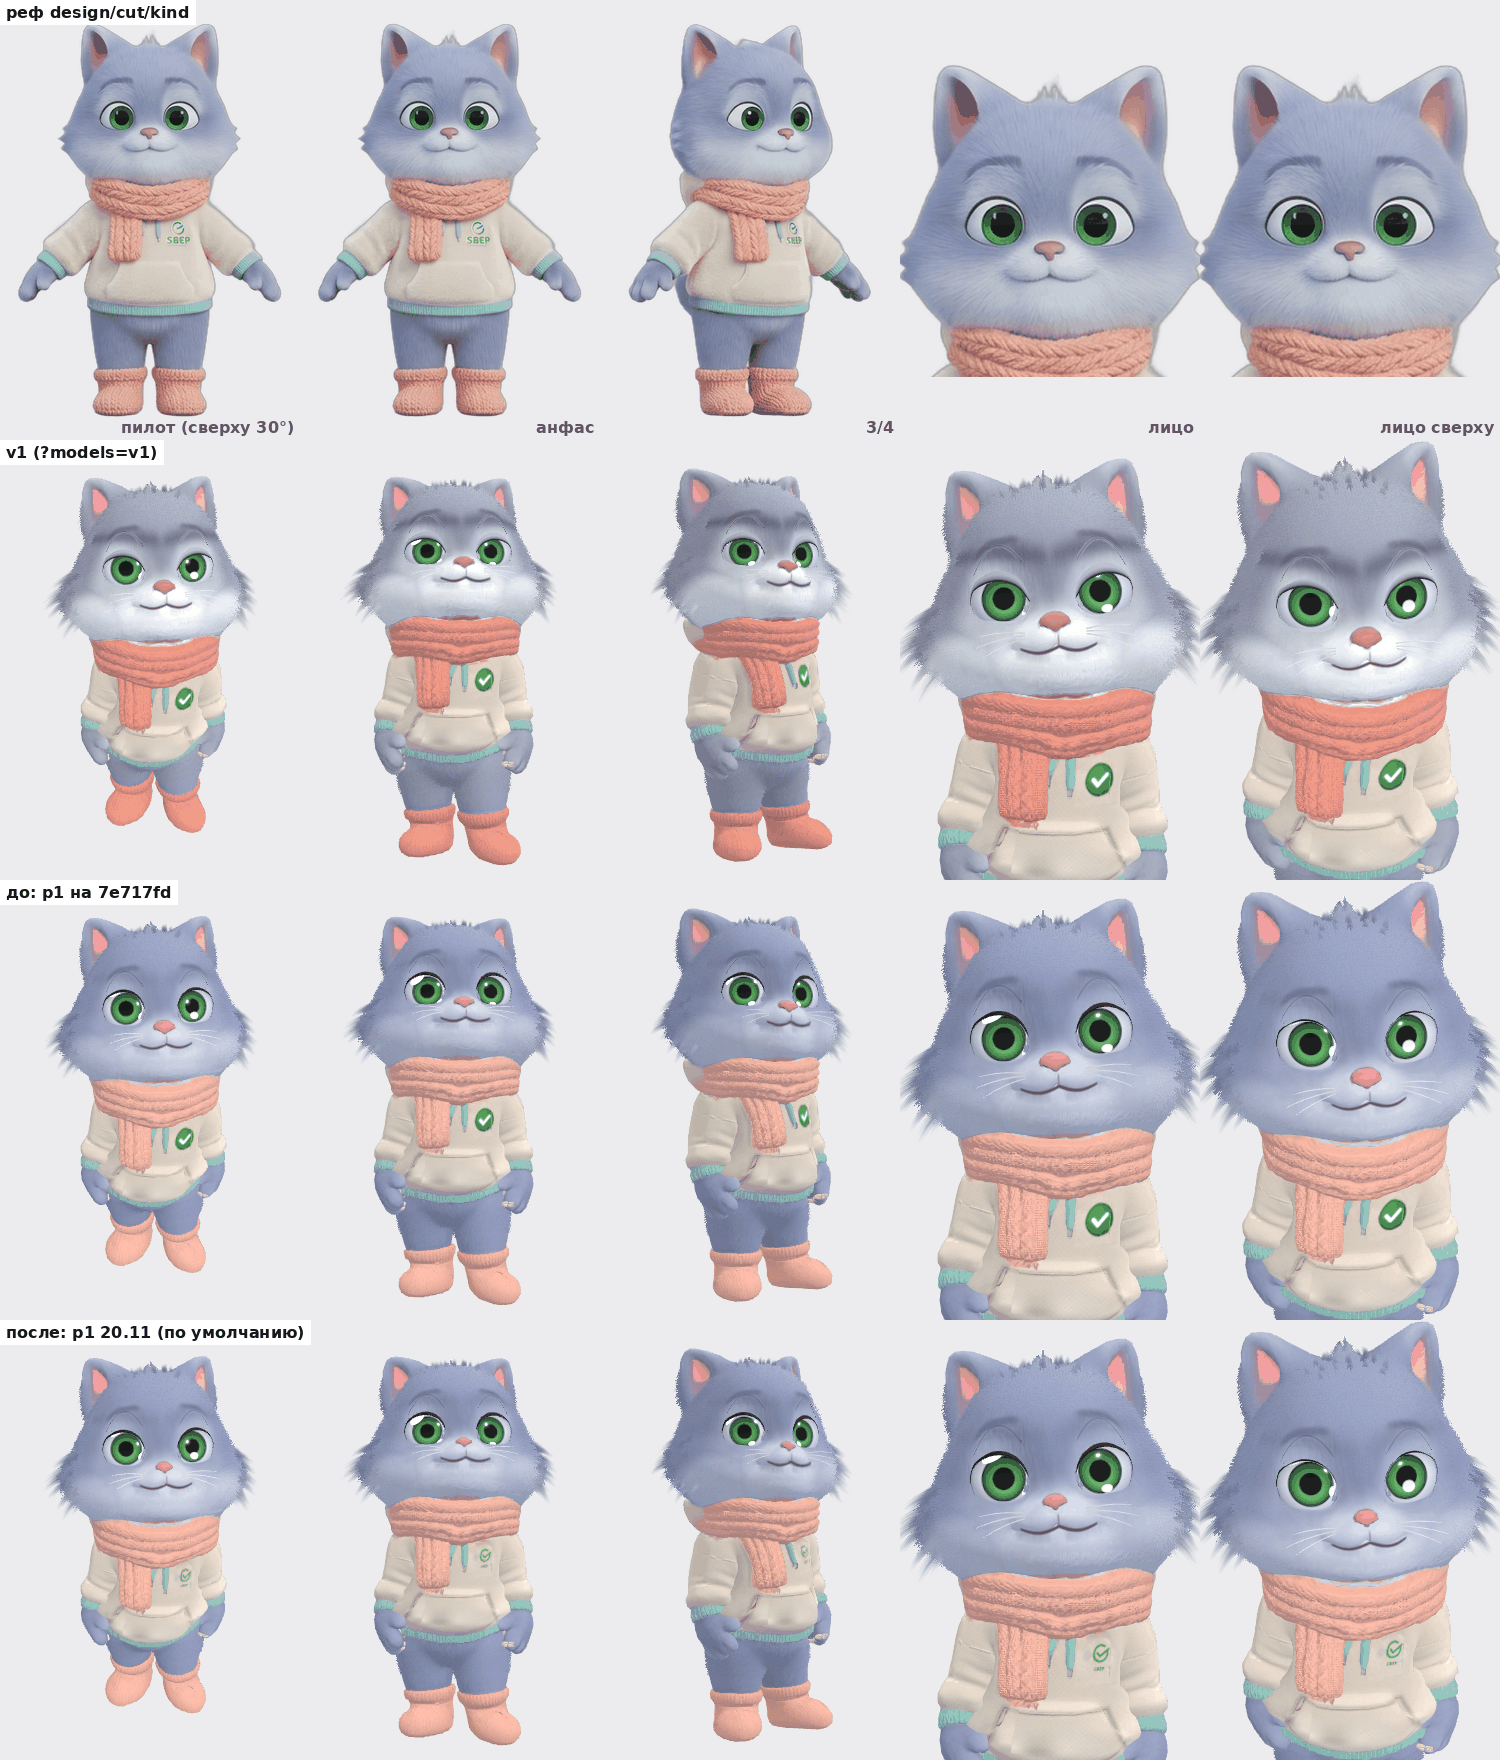 реф design/cut/kind
SBEP
SBEP
SBEP
пилот (сверху 30°)
анфас
3/4
лицо
лицо сверху
v1 (?models=v1)
до: p1 на 7e717fd
после: p1 20.11 (по умолчанию)